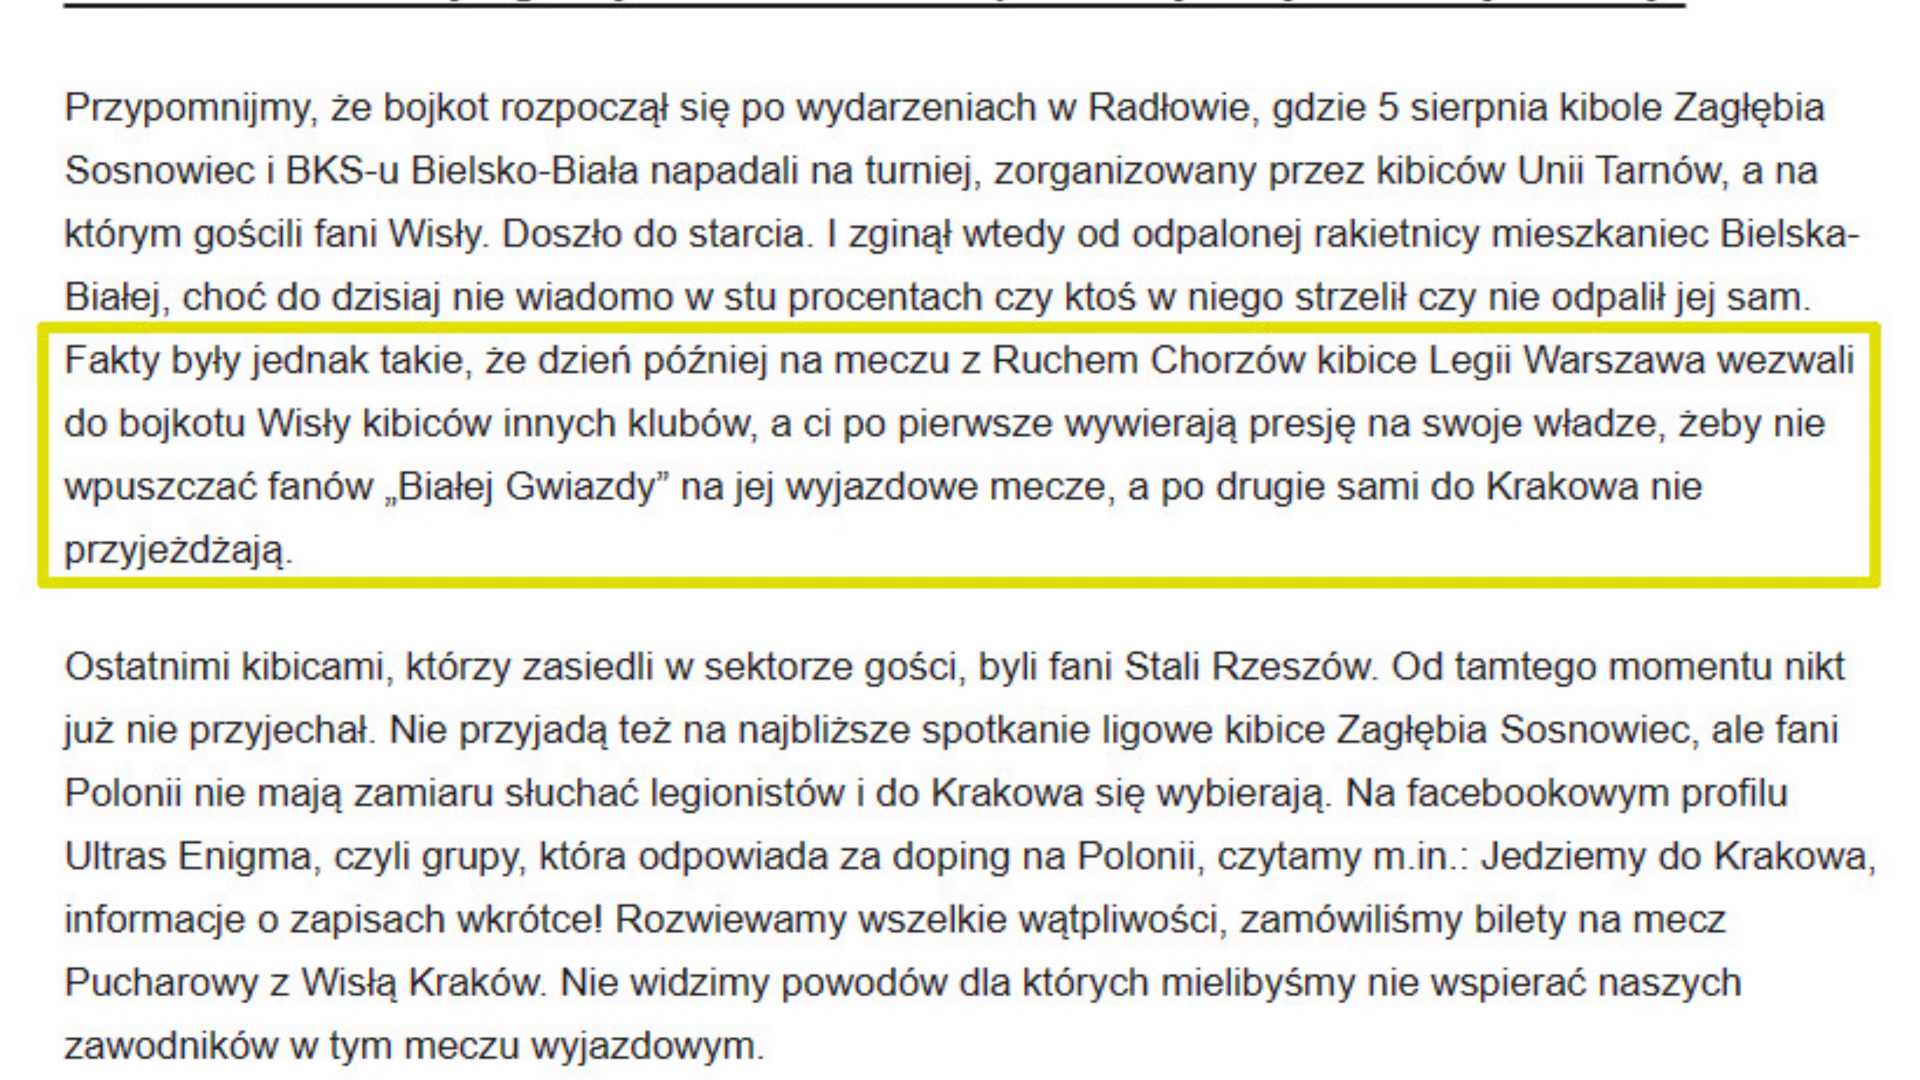 Przypomnijmy, że bojkot rozpoczął się po wydarzeniach w Radłowie, gdzie 5 sierpnia kibole Zagłębia
Sosnowiec i BKS-u Bielsko-Biała napadali na turniej, zorganizowany przez kibiców Unii Tarnów, a na
którym gościli fani Wisły. Doszło do starcia. I zginął wtedy od odpalonej rakietnicy mieszkaniec Bielska-
Białej, choć do dzisiaj nie wiadomo w stu procentach czy ktoś w niego strzelił czy nie odpalił jej sam.
Fakty były jednak takie, że dzień później na meczu z Ruchem Chorzów kibice Legii Warszawa wezwali
do bojkotu Wisły kibiców innych klubów, a ci po pierwsze wywierają presję na swoje władze, żeby nie
wpuszczać fanów „Białej Gwiazdy” na jej wyjazdowe mecze, a po drugie sami do Krakowa nie
przyjeżdżają.
Ostatnimi kibicami, którzy zasiedli w sektorze gości, byli fani Stali Rzeszów. Od tamtego momentu nikt
już nie przyjechał. Nie przyjadą też na najbliższe spotkanie ligowe kibice Zagłębia Sosnowiec, ale fani
Polonii nie mają zamiaru słuchać legionistów i do Krakowa się wybierają. Na facebookowym profilu
Ultras Enigma, czyli grupy, która odpowiada za doping na Polonii, czytamy m.in.: Jedziemy do Krakowa,
informacje o zapisach wkrótce! Rozwiewamy wszelkie wątpliwości, zamówiliśmy bilety na mecz
Pucharowy z Wisłą Kraków. Nie widzimy powodów dla których mielibyśmy nie wspierać naszych
zawodników w tym meczu wyjazdowym.